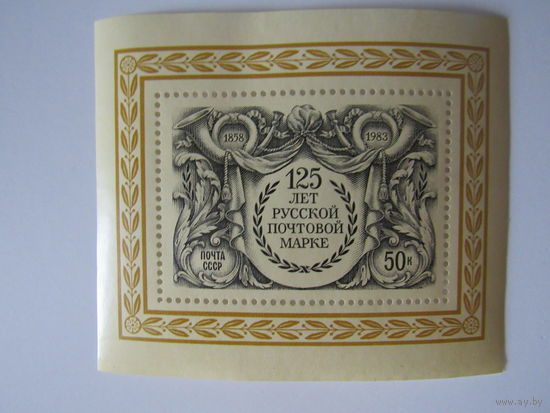 1858
1983
125
ЛЕТ
РУССКОЙ
ПОЧТОВОЙ
МАРКЕ
ПОЧТА
СССР
50к
www.ay.by